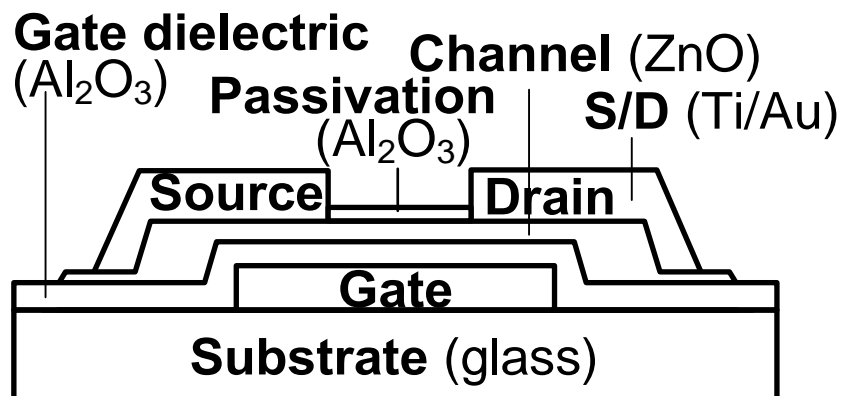 Gate dielectric
(Al₂O₃)
Channel (ZnO)
Passivation
(Al₂O₃)
S/D (Ti/Au)
Source
Drain
Gate
Substrate (glass)